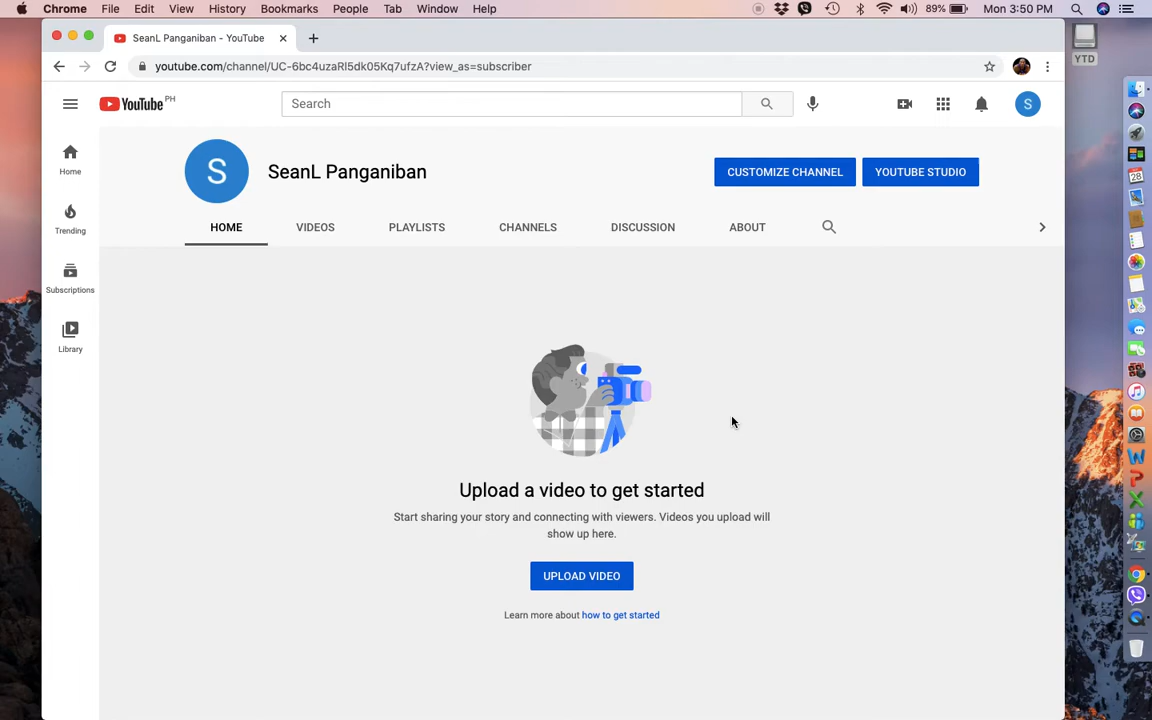 Chrome File Edit View History Bookmarks People Tab Window Help 89% Mon 3:50 PM
SeanL Panganiban - YouTube
youtube.com/channel/UC-6bc4uzaRl5dk05Kq7ufzA?view_as=subscriber
YTD
YouTube PH
Search
S
S
SeanL Panganiban
CUSTOMIZE CHANNEL
YOUTUBE STUDIO
Home
Trending
Subscriptions
Library
HOME VIDEOS PLAYLISTS CHANNELS DISCUSSION ABOUT
28
Upload a video to get started
Start sharing your story and connecting with viewers. Videos you upload will
show up here.
UPLOAD VIDEO
Learn more about how to get started